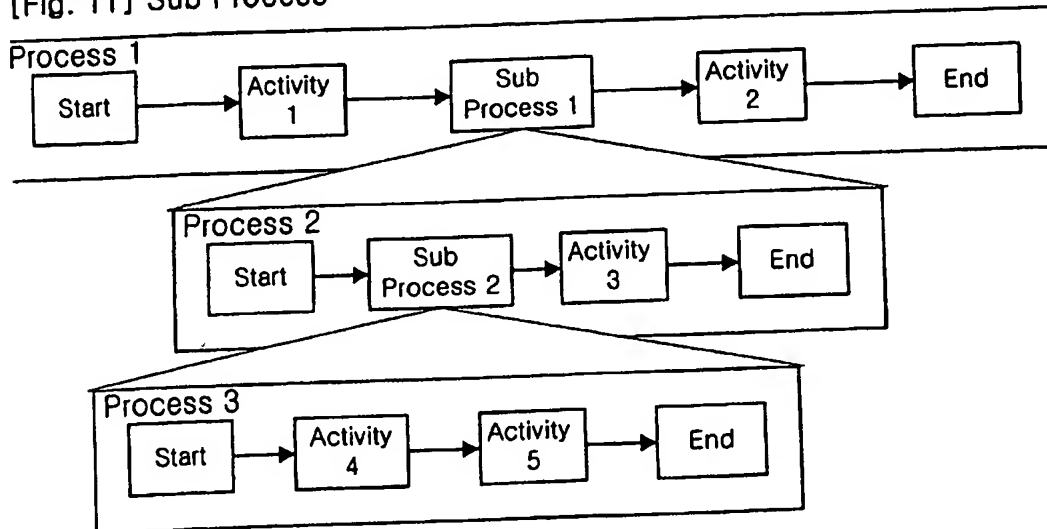 [Fig. 11] Sub Process
Process 1
Start
Activity
1
Sub
Process 1
Activity
2
End
Process 2
Start
Sub
Process 2
Activity
3
End
Process 3
Start
Activity
4
Activity
5
End